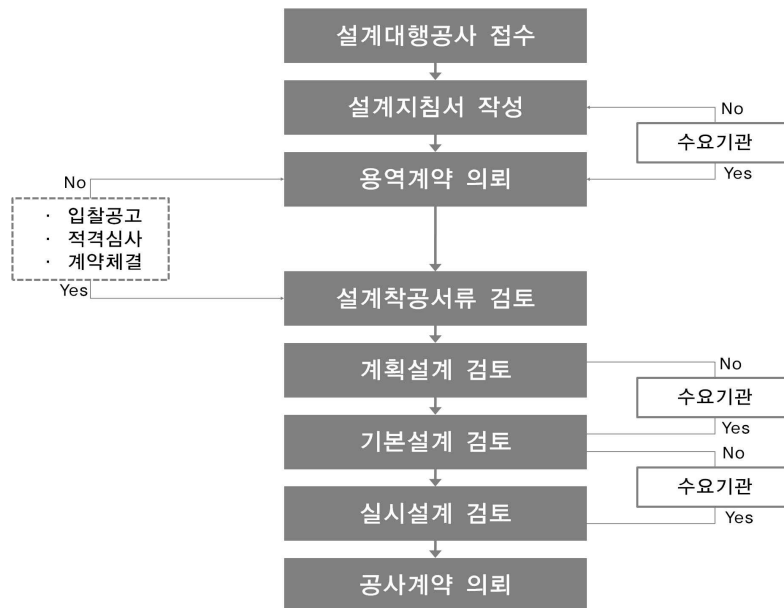 설계대행공사 접수
설계지침서 작성
No
수요기관
Yes
용역계약 의뢰
No
· 입찰공고
· 적격심사
· 계약체결
Yes
설계착공서류 검토
계획설계 검토
No
수요기관
Yes
기본설계 검토
No
수요기관
Yes
실시설계 검토
공사계약 의뢰